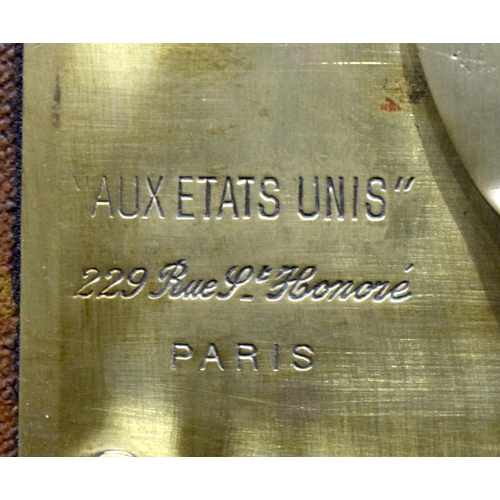 "AUX ETATS UNIS"
229 Rue St Honoré
PARIS